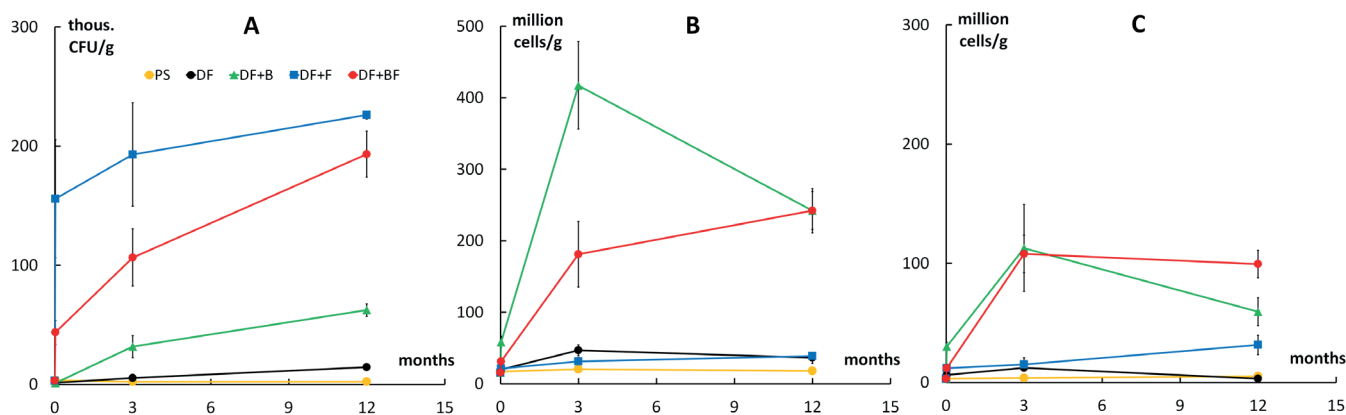 thous.
CFU/g
A
300
200
100
0
PS DF DF+B DF+F DF+BF
months
0 3 6 9 12 15
million
cells/g
B
500
400
300
200
100
0
months
0 3 6 9 12 15
million
cells/g
C
300
200
100
0
months
0 3 6 9 12 15